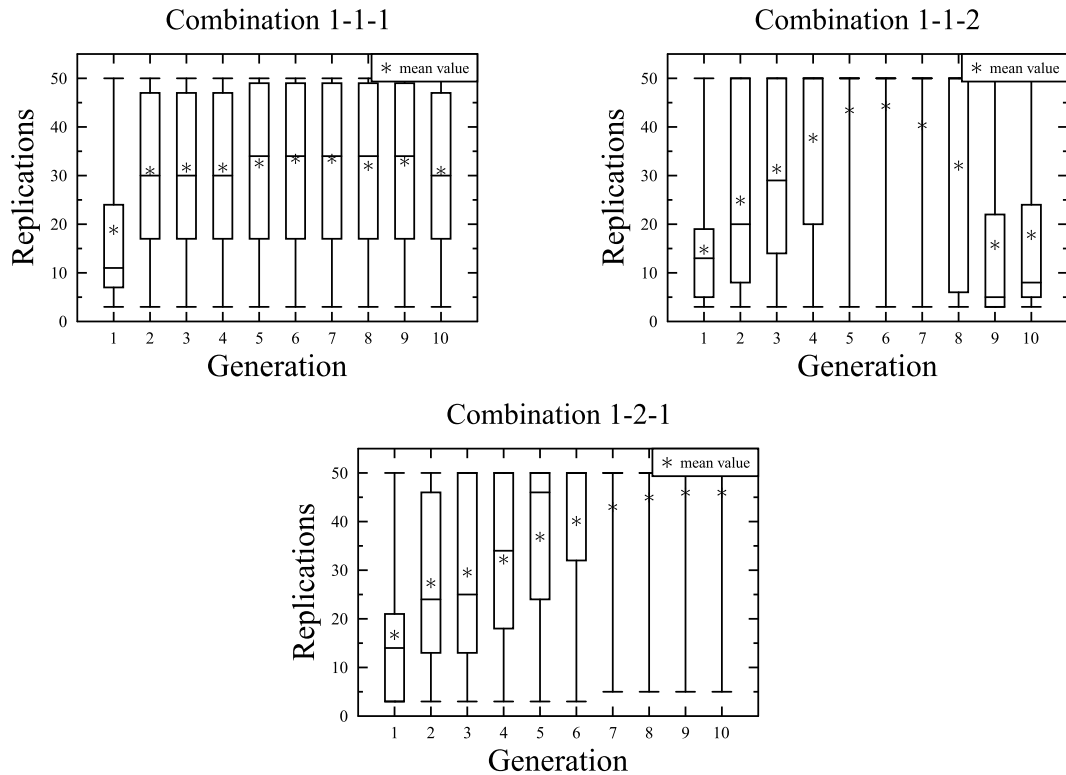 Combination 1-1-1
∗ mean value
50
40
30
20
10
0
Replications
1 2 3 4 5 6 7 8 9 10
Generation
Combination 1-1-2
∗ mean value
50
40
30
20
10
0
Replications
1 2 3 4 5 6 7 8 9 10
Generation
Combination 1-2-1
∗ mean value
50
40
30
20
10
0
Replications
1 2 3 4 5 6 7 8 9 10
Generation